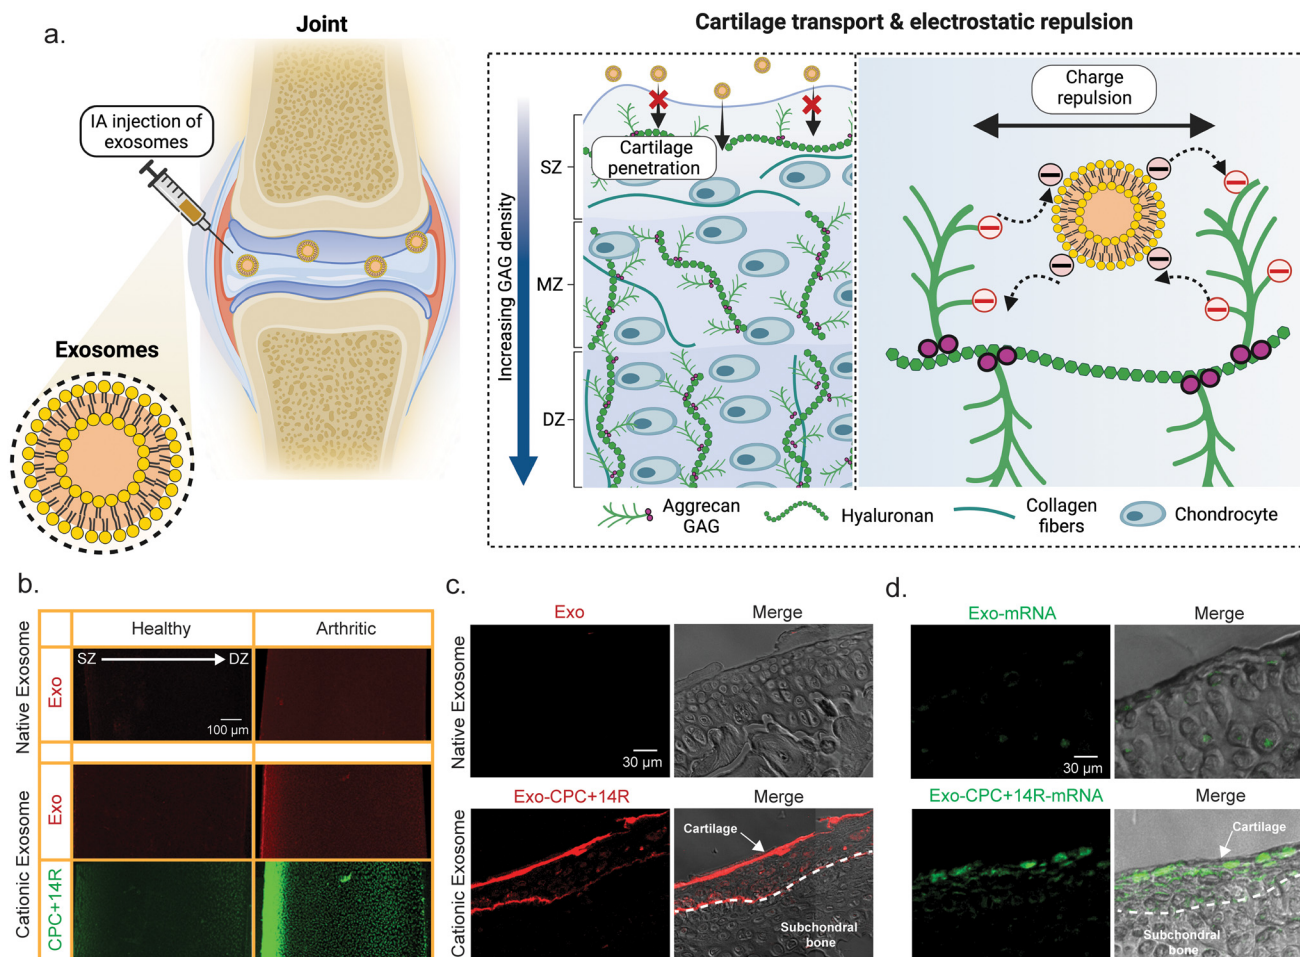 a.
Joint
IA injection of
exosomes
Exosomes
Cartilage transport & electrostatic repulsion
Increasing GAG density
SZ
MZ
DZ
Cartilage
penetration
Charge
repulsion
Aggrecan
GAG
Hyaluronan
Collagen
fibers
Chondrocyte
b.
Healthy
Arthritic
Native Exosome
Exo
SZ
DZ
100 μm
Cationic Exosome
Exo
CPC+14R
c.
Exo
Merge
Native Exosome
30 μm
Exo-CPC+14R
Merge
Cationic Exosome
Cartilage
Subchondral
bone
d.
Exo-mRNA
Merge
30 μm
Exo-CPC+14R-mRNA
Merge
Cartilage
Subchondral
bone